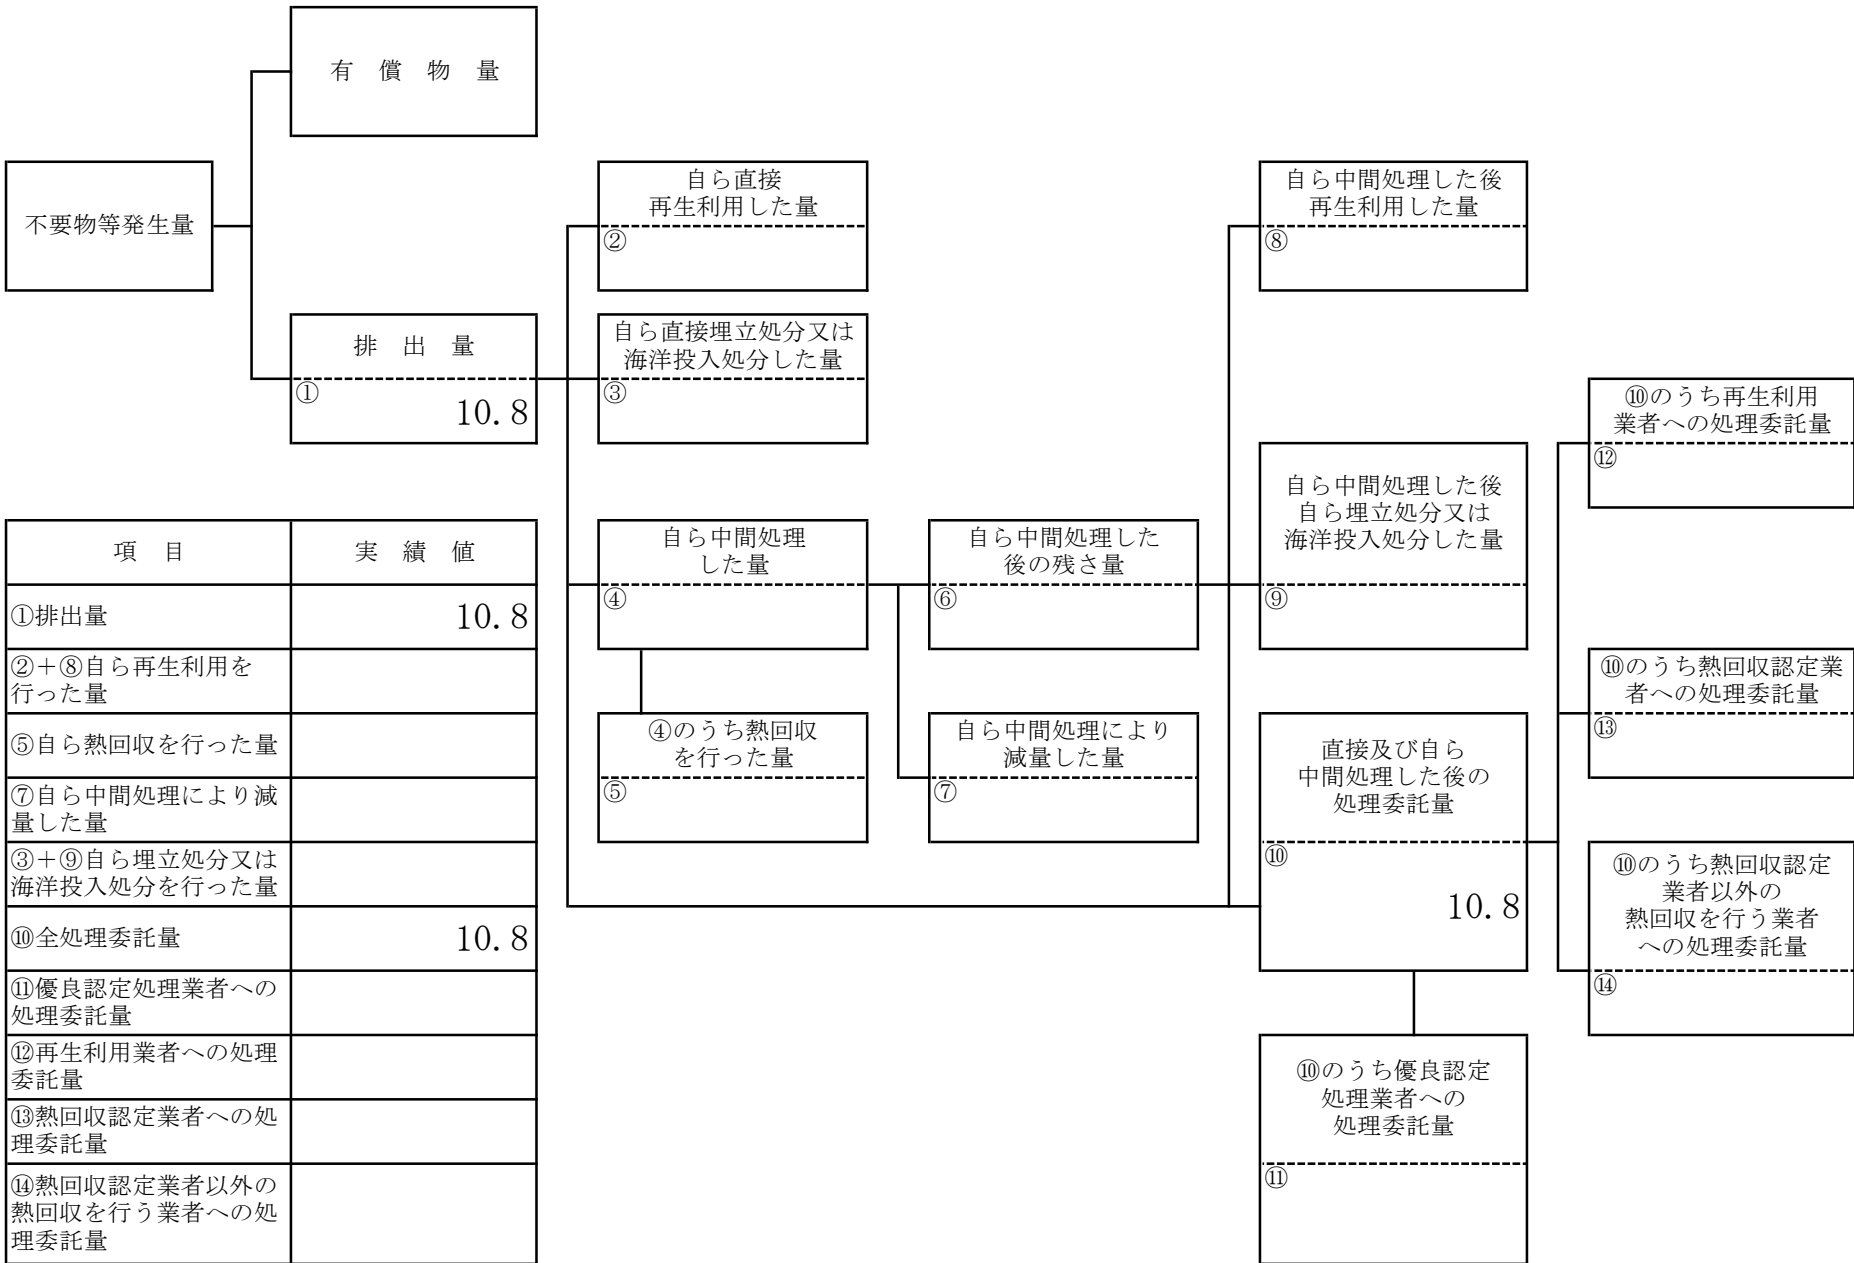 有 償 物 量
不要物等発生量
排 出 量
①
10.8
自ら直接
再生利用した量
②
自ら直接埋立処分又は
海洋投入処分した量
③
自ら中間処理
した量
④
④のうち熱回収
を行った量
⑤
自ら中間処理した
後の残さ量
⑥
自ら中間処理により
減量した量
⑦
自ら中間処理した後
再生利用した量
⑧
自ら中間処理した後
自ら埋立処分又は
海洋投入処分した量
⑨
直接及び自ら
中間処理した後の
処理委託量
⑩
10.8
⑩のうち優良認定
処理業者への
処理委託量
⑪
⑩のうち再生利用
業者への処理委託量
⑫
⑩のうち熱回収認定業
者への処理委託量
⑬
⑩のうち熱回収認定
業者以外の
熱回収を行う業者
への処理委託量
⑭
項 目 実 績 値
①排出量 10.8
②＋⑧自ら再生利用を
行った量
⑤自ら熱回収を行った量
⑦自ら中間処理により減
量した量
③＋⑨自ら埋立処分又は
海洋投入処分を行った量
⑩全処理委託量 10.8
⑪優良認定処理業者への
処理委託量
⑫再生利用業者への処理
委託量
⑬熱回収認定業者への処
理委託量
⑭熱回収認定業者以外の
熱回収を行う業者への処
理委託量